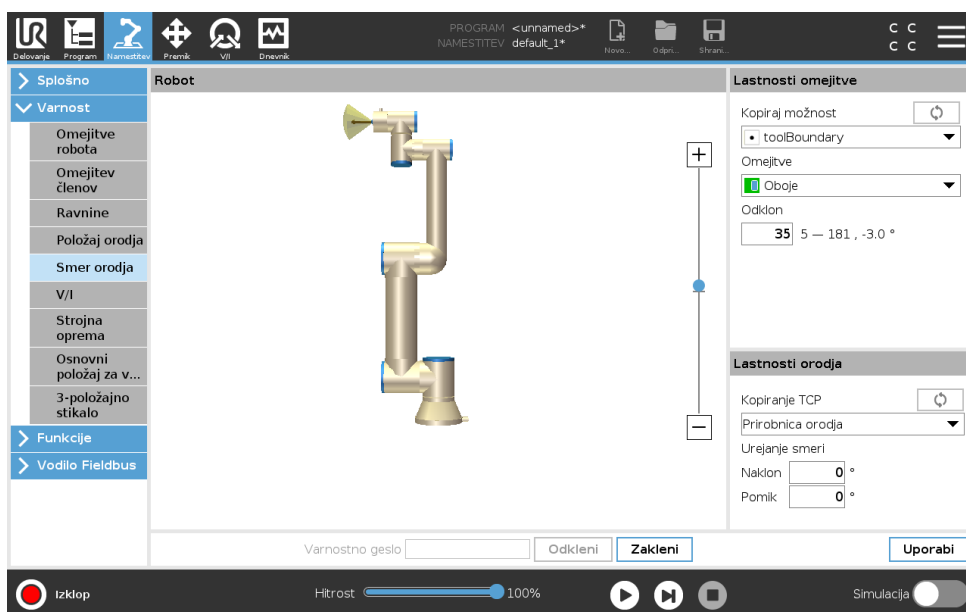 PROGRAM <unnamed>*
NAMESTITEV default_1*
C C
C C
Delovanje Program Namestitev Premik V/I Dnevnik Novo... Odpri... Shrani...
Splošno
Varnost
Omejitve
robota
Omejitev
členov
Ravnine
Položaj orodja
Smer orodja
V/I
Strojna
oprema
Osnovni
položaj za v...
3-položajno
stikalo
Funkcije
Vodilo Fieldbus
Robot
Lastnosti omejitve
Kopiraj možnost
toolBoundary
Omejitve
Oboje
Odklon
35 5 — 181 , -3.0 °
Lastnosti orodja
Kopiranje TCP
Prirobnica orodja
Urejanje smeri
Naklon 0 °
Pomik 0 °
Varnostno geslo Odkleni Zakleni Uporabi
Izklop Hitrost 100% Simulacija